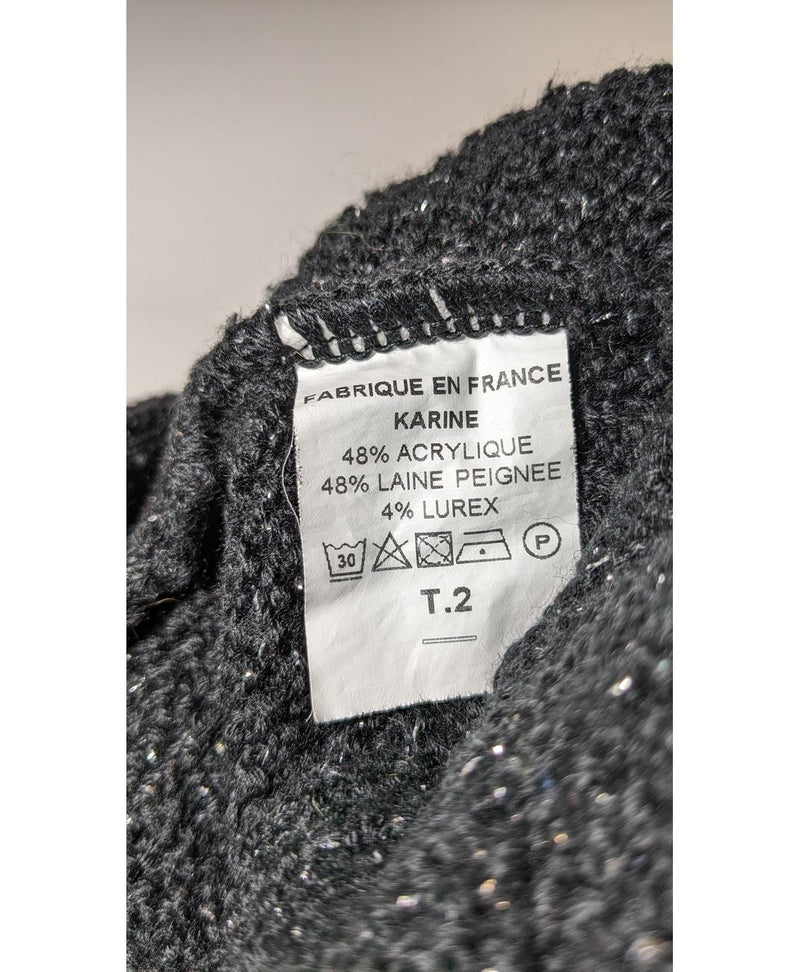 FABRIQUE EN FRANCE
KARINE
48% ACRYLIQUE
48% LAINE PEIGNEE
4% LUREX
30 P
T.2